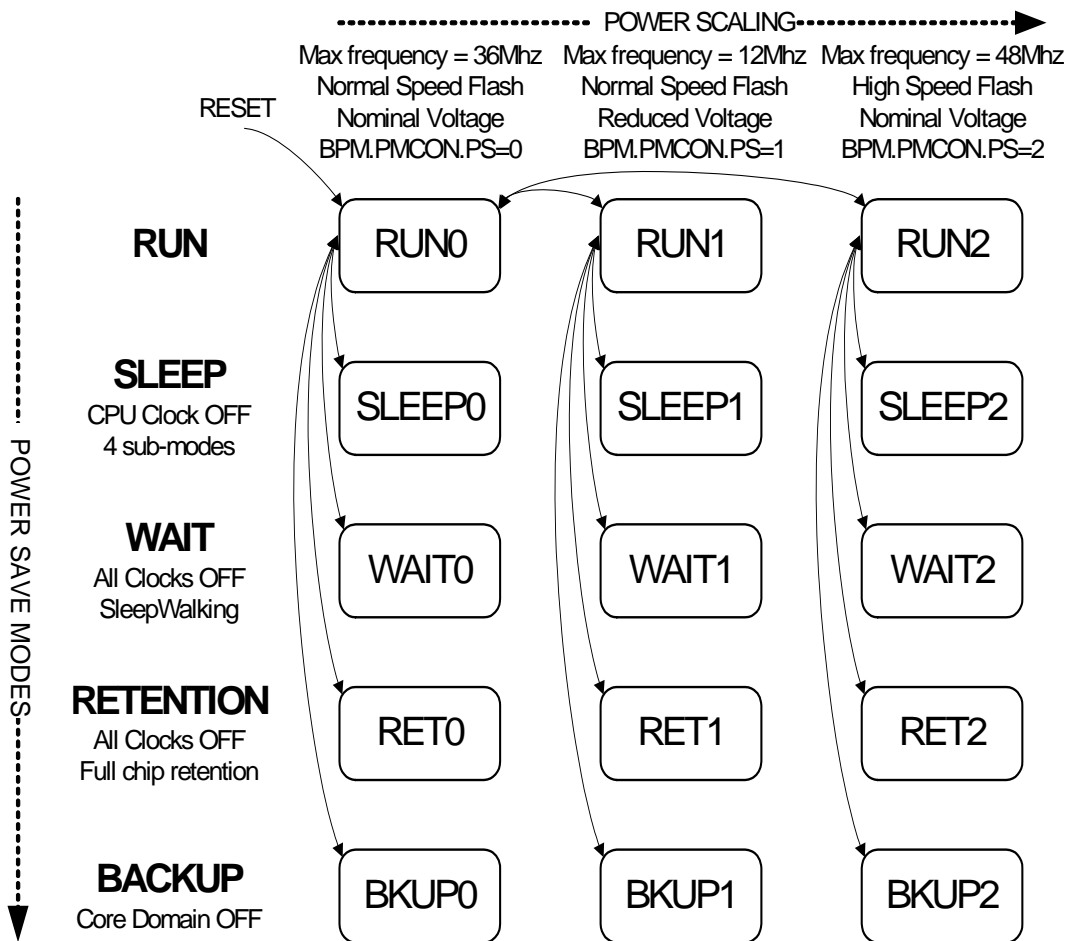 POWER SCALING
Max frequency = 36Mhz
Normal Speed Flash
Nominal Voltage
BPM.PMCON.PS=0
Max frequency = 12Mhz
Normal Speed Flash
Reduced Voltage
BPM.PMCON.PS=1
Max frequency = 48Mhz
High Speed Flash
Nominal Voltage
BPM.PMCON.PS=2
RESET
POWER SAVE MODES
RUN
RUN0
RUN1
RUN2
SLEEP
CPU Clock OFF
4 sub-modes
SLEEP0
SLEEP1
SLEEP2
WAIT
All Clocks OFF
SleepWalking
WAIT0
WAIT1
WAIT2
RETENTION
All Clocks OFF
Full chip retention
RET0
RET1
RET2
BACKUP
Core Domain OFF
BKUP0
BKUP1
BKUP2